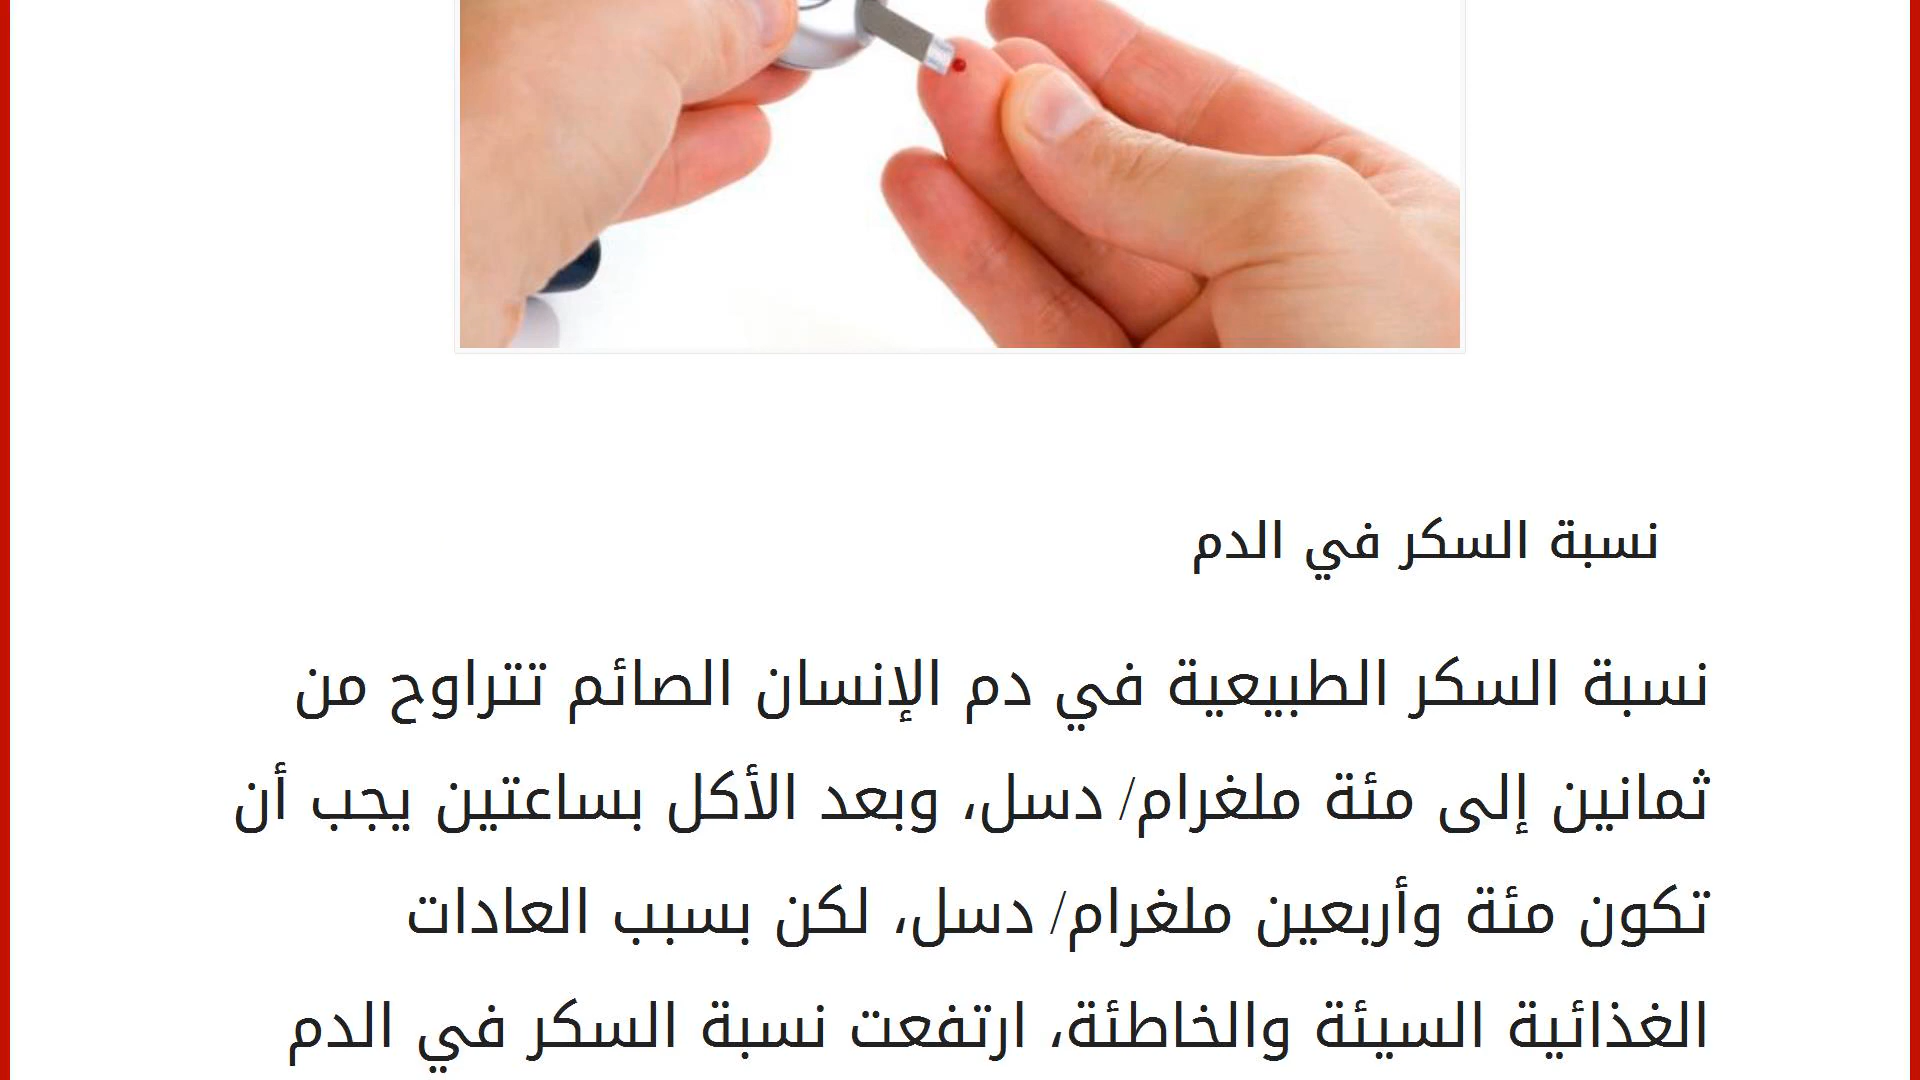 نسبة السكر في الدم
نسبة السكر الطبيعية في دم الإنسان الصائم تتراوح من
ثمانين إلى مئة ملغرام/ دسل، وبعد الأكل بساعتين يجب أن
تكون مئة وأربعين ملغرام/ دسل، لكن بسبب العادات
الغذائية السيئة والخاطئة، ارتفعت نسبة السكر في الدم